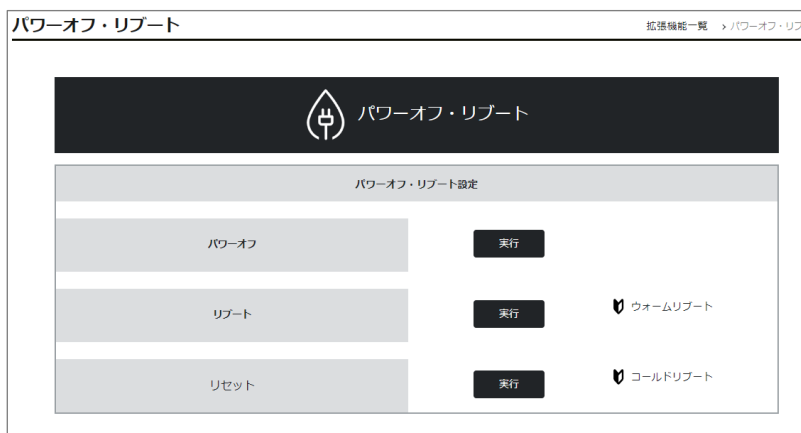 パワーオフ・リブート
拡張機能一覧 > パワーオフ・リブ
パワーオフ・リブート
パワーオフ・リブート設定
パワーオフ 実行
リブート 実行 ウォームリブート
リセット 実行 コールドリブート